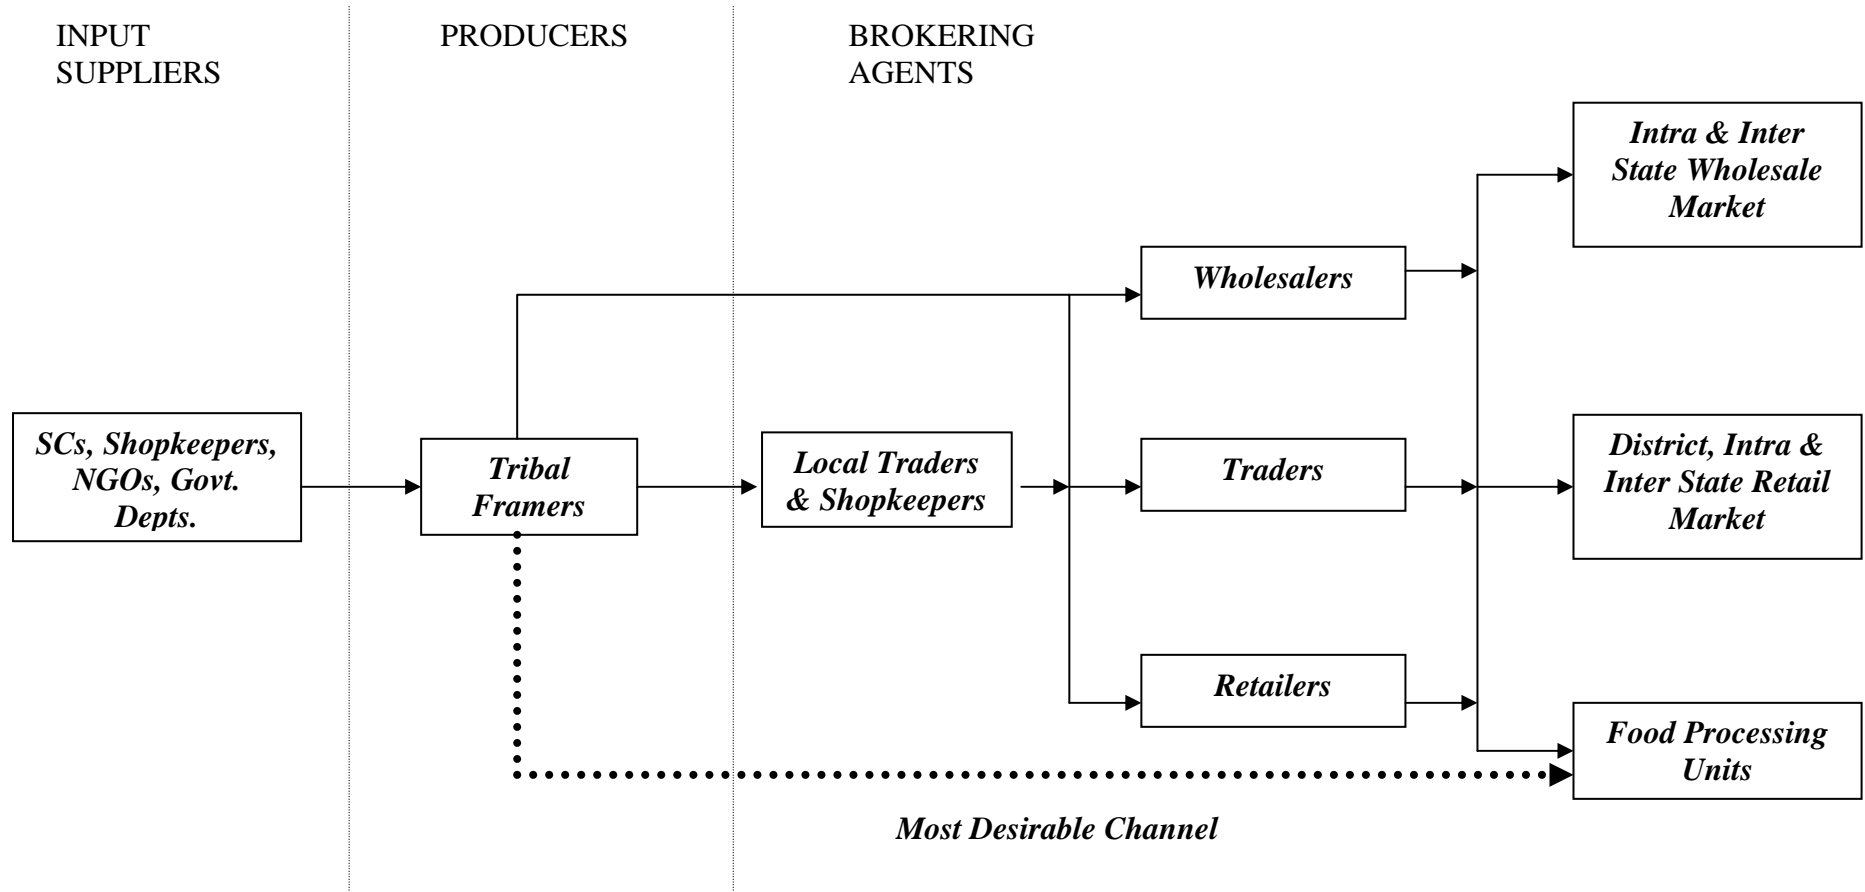 INPUT
SUPPLIERS
PRODUCERS
BROKERING
AGENTS
Intra & Inter
State Wholesale
Market
Wholesalers
SCs, Shopkeepers,
NGOs, Govt.
Depts.
Tribal
Framers
Local Traders
& Shopkeepers
Traders
District, Intra &
Inter State Retail
Market
Retailers
Food Processing
Units
Most Desirable Channel